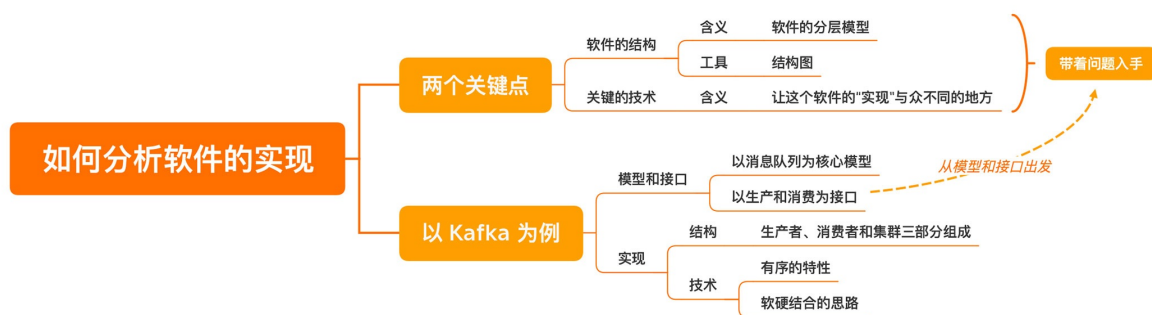 如何分析软件的实现
两个关键点
软件的结构
含义
软件的分层模型
工具
结构图
关键的技术
含义
让这个软件的"实现"与众不同的地方
带着问题入手
从模型和接口出发
以 Kafka 为例
模型和接口
以消息队列为核心模型
以生产和消费为接口
实现
结构
生产者、消费者和集群三部分组成
技术
有序的特性
软硬结合的思路